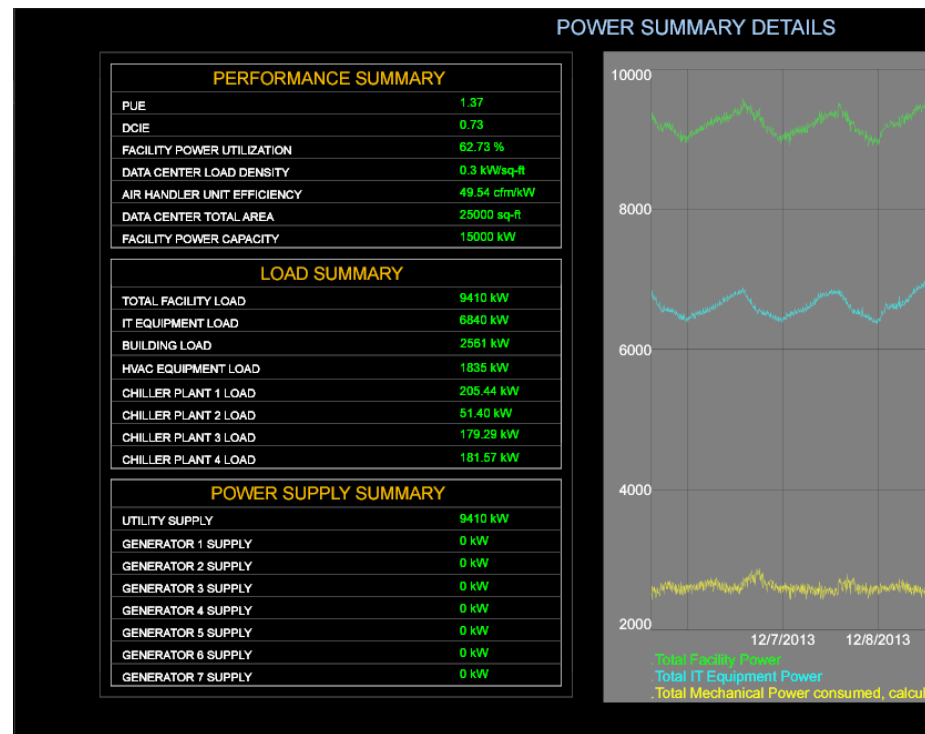 POWER SUMMARY DETAILS
PERFORMANCE SUMMARY
PUE 1.37
DCIE 0.73
FACILITY POWER UTILIZATION 62.73 %
DATA CENTER LOAD DENSITY 0.3 kW/sq-ft
AIR HANDLER UNIT EFFICIENCY 49.54 cfm/kW
DATA CENTER TOTAL AREA 25000 sq-ft
FACILITY POWER CAPACITY 15000 kW
LOAD SUMMARY
TOTAL FACILITY LOAD 9410 kW
IT EQUIPMENT LOAD 6840 kW
BUILDING LOAD 2561 kW
HVAC EQUIPMENT LOAD 1835 kW
CHILLER PLANT 1 LOAD 205.44 kW
CHILLER PLANT 2 LOAD 51.40 kW
CHILLER PLANT 3 LOAD 179.29 kW
CHILLER PLANT 4 LOAD 181.57 kW
POWER SUPPLY SUMMARY
UTILITY SUPPLY 9410 kW
GENERATOR 1 SUPPLY 0 kW
GENERATOR 2 SUPPLY 0 kW
GENERATOR 3 SUPPLY 0 kW
GENERATOR 4 SUPPLY 0 kW
GENERATOR 5 SUPPLY 0 kW
GENERATOR 6 SUPPLY 0 kW
GENERATOR 7 SUPPLY 0 kW
10000
8000
6000
4000
2000
12/7/2013 12/8/2013
.Total Facility Power
.Total IT Equipment Power
.Total Mechanical Power consumed, calcul